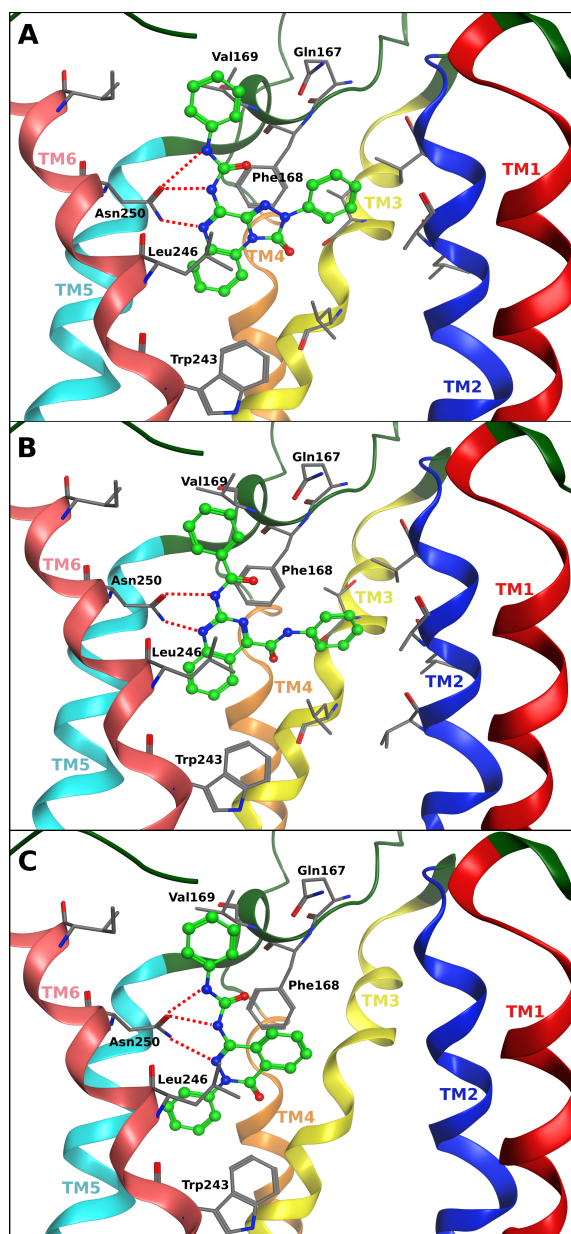 A
Val169
Gln167
TM6
Phe168
TM1
TM3
Asn250
Leu246
TM4
TM5
Trp243
TM2
B
Gln167
Val169
TM6
Phe168
Asn250
TM3
TM1
Leu246
TM4
TM2
TM5
Trp243
C
Gln167
Val169
TM6
Phe168
TM3
TM1
Asn250
Leu246
TM2
TM4
TM5
Trp243